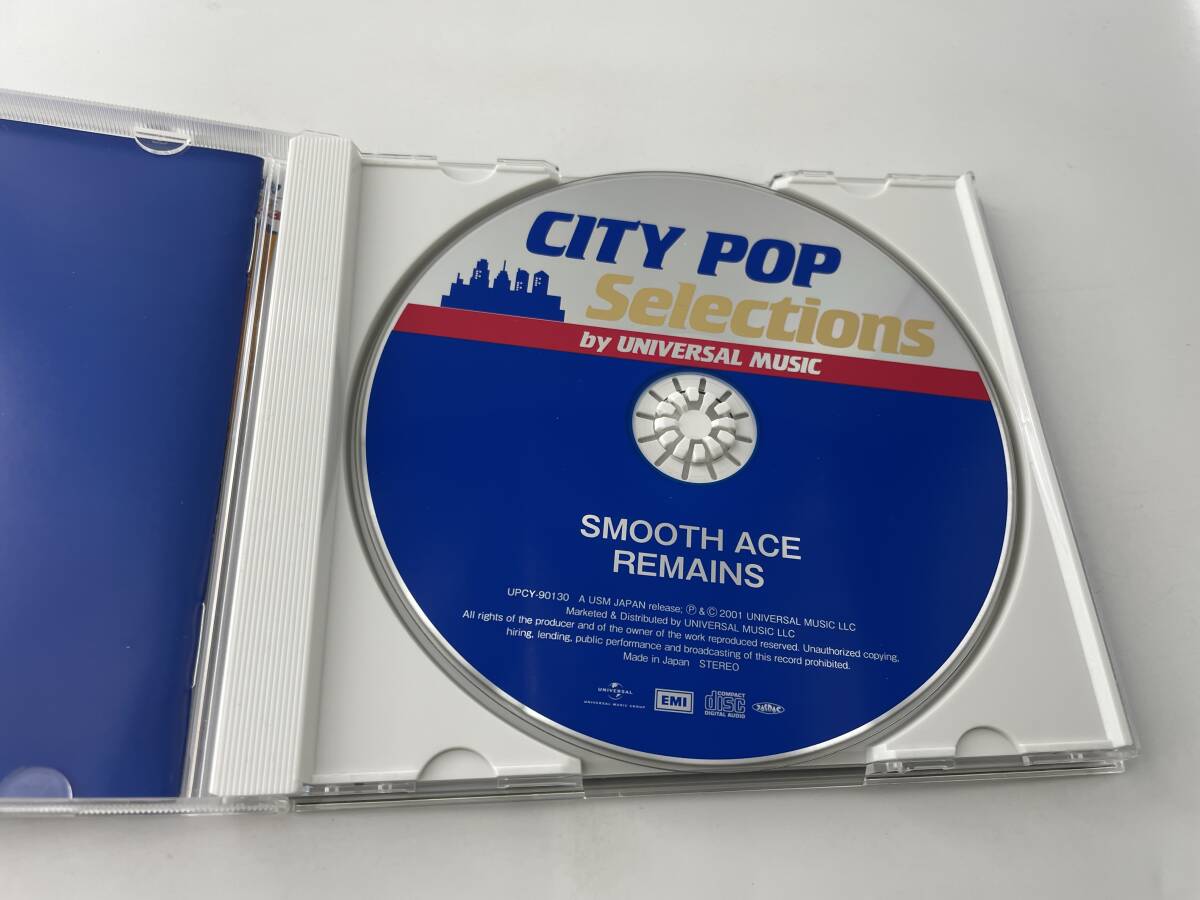 CITY POP
Selections
by UNIVERSAL MUSIC
SMOOTH ACE
REMAINS
UPCY-90130 A USM JAPAN release; Ⓟ & © 2001 UNIVERSAL MUSIC LLC
Marketed & Distributed by UNIVERSAL MUSIC LLC
All rights of the producer and of the owner of the work reproduced reserved. Unauthorized copying,
hiring, lending, public performance and broadcasting of this record prohibited.
Made in Japan STEREO
UNIVERSAL
UNIVERSAL MUSIC GROUP
EMI
COMPACT
disc
DIGITAL AUDIO
JASRAC